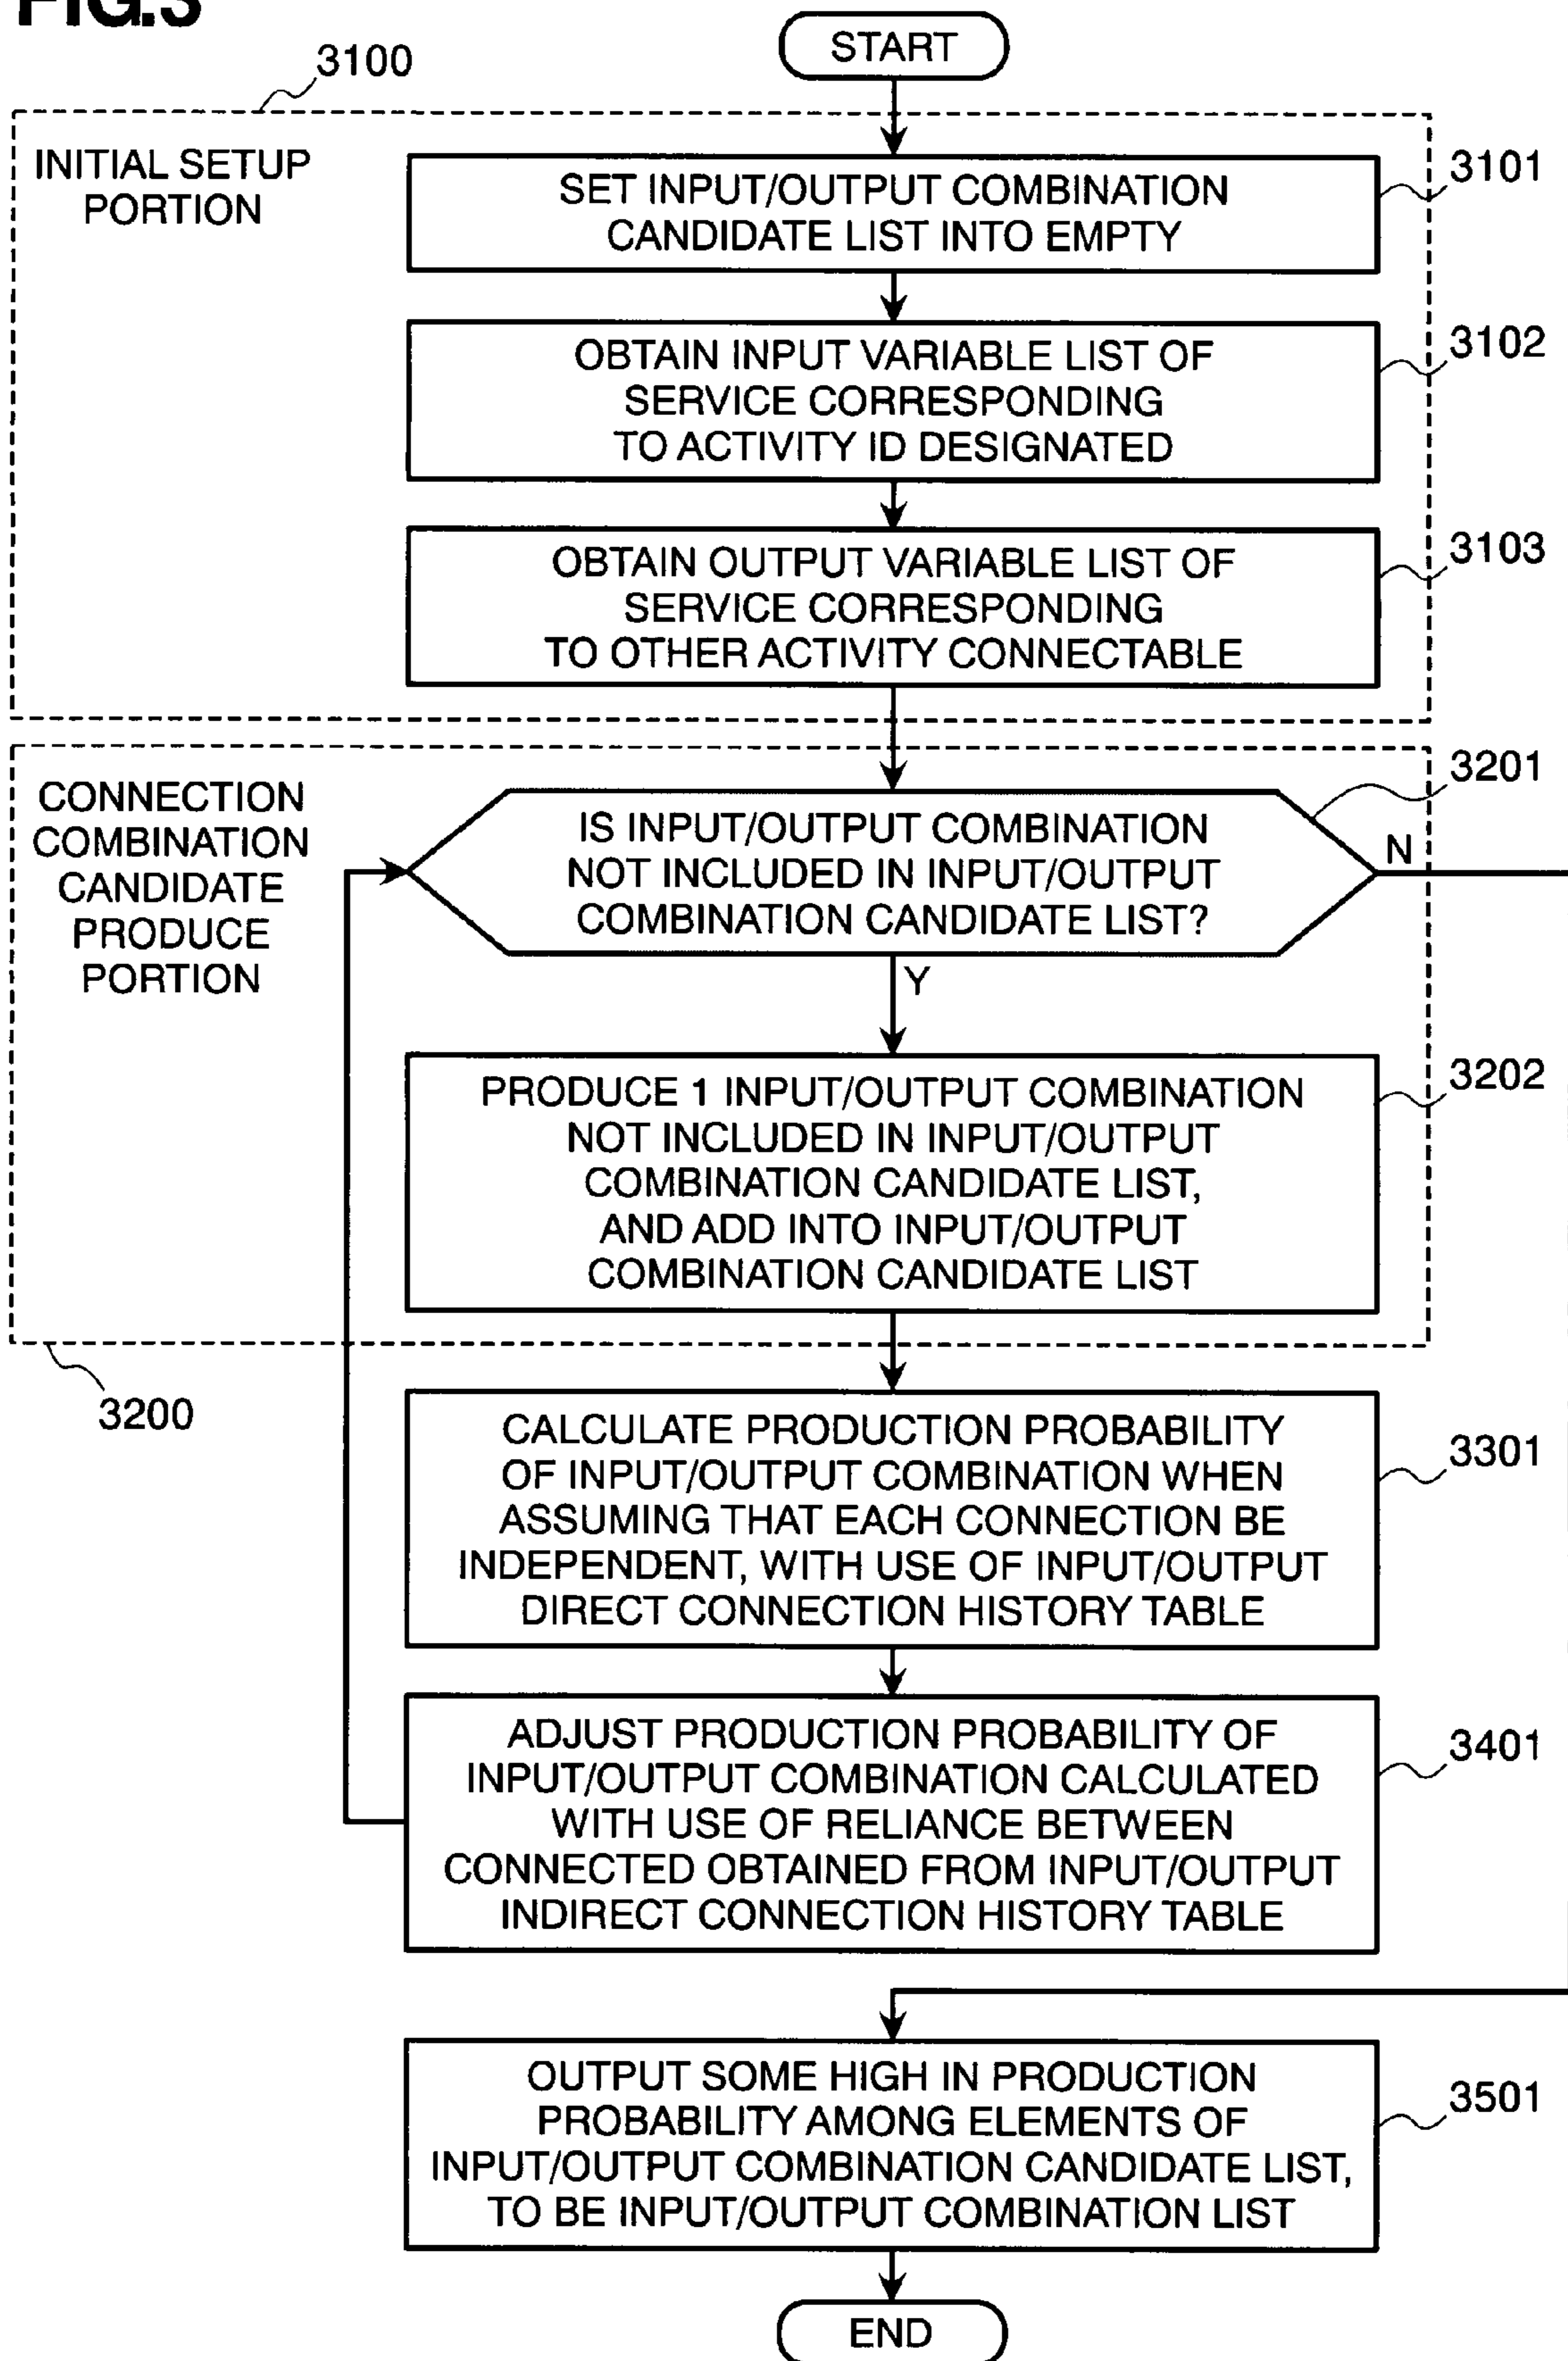 FIG.3
START
3100
INITIAL SETUP
PORTION
SET INPUT/OUTPUT COMBINATION
CANDIDATE LIST INTO EMPTY
3101
OBTAIN INPUT VARIABLE LIST OF
SERVICE CORRESPONDING
TO ACTIVITY ID DESIGNATED
3102
OBTAIN OUTPUT VARIABLE LIST OF
SERVICE CORRESPONDING
TO OTHER ACTIVITY CONNECTABLE
3103
CONNECTION
COMBINATION
CANDIDATE
PRODUCE
PORTION
IS INPUT/OUTPUT COMBINATION
NOT INCLUDED IN INPUT/OUTPUT
COMBINATION CANDIDATE LIST?
3201
N
Y
PRODUCE 1 INPUT/OUTPUT COMBINATION
NOT INCLUDED IN INPUT/OUTPUT
COMBINATION CANDIDATE LIST,
AND ADD INTO INPUT/OUTPUT
COMBINATION CANDIDATE LIST
3202
3200
CALCULATE PRODUCTION PROBABILITY
OF INPUT/OUTPUT COMBINATION WHEN
ASSUMING THAT EACH CONNECTION BE
INDEPENDENT, WITH USE OF INPUT/OUTPUT
DIRECT CONNECTION HISTORY TABLE
3301
ADJUST PRODUCTION PROBABILITY OF
INPUT/OUTPUT COMBINATION CALCULATED
WITH USE OF RELIANCE BETWEEN
CONNECTED OBTAINED FROM INPUT/OUTPUT
INDIRECT CONNECTION HISTORY TABLE
3401
OUTPUT SOME HIGH IN PRODUCTION
PROBABILITY AMONG ELEMENTS OF
INPUT/OUTPUT COMBINATION CANDIDATE LIST,
TO BE INPUT/OUTPUT COMBINATION LIST
3501
END